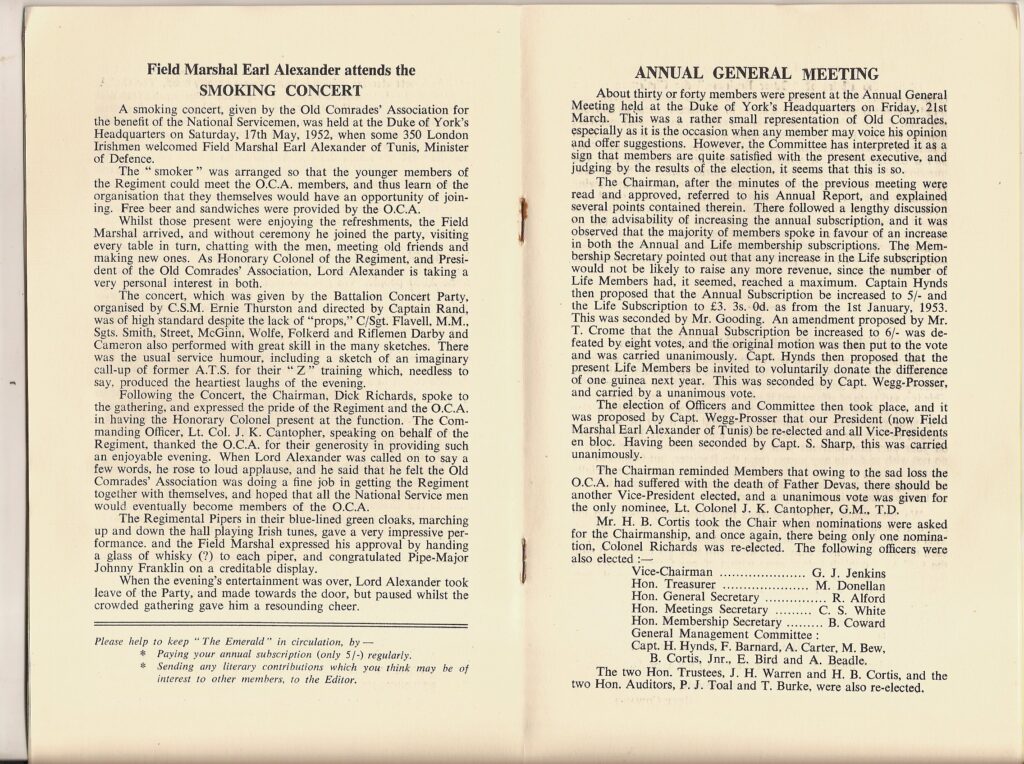 Field Marshal Earl Alexander attends the
SMOKING CONCERT
A smoking concert, given by the Old Comrades' Association for
the benefit of the National Servicemen, was held at the Duke of York's
Headquarters on Saturday, 17th May, 1952, when some 350 London
Irishmen welcomed Field Marshal Earl Alexander of Tunis, Minister
of Defence.
The "smoker" was arranged so that the younger members of
the Regiment could meet the O.C.A. members, and thus learn of the
organisation that they themselves would have an opportunity of join-
ing. Free beer and sandwiches were provided by the O.C.A.
Whilst those present were enjoying the refreshments, the Field
Marshal arrived, and without ceremony he joined the party, visiting
every table in turn, chatting with the men, meeting old friends and
making new ones. As Honorary Colonel of the Regiment, and Presi-
dent of the Old Comrades' Association, Lord Alexander is taking a
very personal interest in both.
The concert, which was given by the Battalion Concert Party,
organised by C.S.M. Ernie Thurston and directed by Captain Rand,
was of high standard despite the lack of "props," C/Sgt. Flavell, M.M.,
Sgts. Smith, Street, McGinn, Wolfe, Folkerd and Riflemen Darby and
Cameron also performed with great skill in the many sketches. There
was the usual service humour, including a sketch of an imaginary
call-up of former A.T.S. for their "Z" training which, needless to
say, produced the heartiest laughs of the evening.
Following the Concert, the Chairman, Dick Richards, spoke to
the gathering, and expressed the pride of the Regiment and the O.C.A.
in having the Honorary Colonel present at the function. The Com-
manding Officer, Lt. Col. J. K. Cantopher, speaking on behalf of the
Regiment, thanked the O.C.A. for their generosity in providing such
an enjoyable evening. When Lord Alexander was called on to say a
few words, he rose to loud applause, and he said that he felt the Old
Comrades' Association was doing a fine job in getting the Regiment
together with themselves, and hoped that all the National Service men
would eventually become members of the O.C.A.
The Regimental Pipers in their blue-lined green cloaks, marching
up and down the hall playing Irish tunes, gave a very impressive per-
formance. and the Field Marshal expressed his approval by handing
a glass of whisky (?) to each piper, and congratulated Pipe-Major
Johnny Franklin on a creditable display.
When the evening's entertainment was over, Lord Alexander took
leave of the Party, and made towards the door, but paused whilst the
crowded gathering gave him a resounding cheer.
Please help to keep "The Emerald" in circulation, by —
* Paying your annual subscription (only 5/-) regularly.
* Sending any literary contributions which you think may be of
interest to other members, to the Editor.
ANNUAL GENERAL MEETING
About thirty or forty members were present at the Annual General
Meeting held at the Duke of York's Headquarters on Friday, 21st
March. This was a rather small representation of Old Comrades,
especially as it is the occasion when any member may voice his opinion
and offer suggestions. However, the Committee has interpreted it as a
sign that members are quite satisfied with the present executive, and
judging by the results of the election, it seems that this is so.
The Chairman, after the minutes of the previous meeting were
read and approved, referred to his Annual Report, and explained
several points contained therein. There followed a lengthy discussion
on the advisability of increasing the annual subscription, and it was
observed that the majority of members spoke in favour of an increase
in both the Annual and Life membership subscriptions. The Mem-
bership Secretary pointed out that any increase in the Life subscription
would not be likely to raise any more revenue, since the number of
Life Members had, it seemed, reached a maximum. Captain Hynds
then proposed that the Annual Subscription be increased to 5/- and
the Life Subscription to £3. 3s. 0d. as from the 1st January, 1953.
This was seconded by Mr. Gooding. An amendment proposed by Mr.
T. Crome that the Annual Subscription be increased to 6/- was de-
feated by eight votes, and the original motion was then put to the vote
and was carried unanimously. Capt. Hynds then proposed that the
present Life Members be invited to voluntarily donate the difference
of one guinea next year. This was seconded by Capt. Wegg-Prosser,
and carried by a unanimous vote.
The election of Officers and Committee then took place, and it
was proposed by Capt. Wegg-Prosser that our President (now Field
Marshal Earl Alexander of Tunis) be re-elected and all Vice-Presidents
en bloc. Having been seconded by Capt. S. Sharp, this was carried
unanimously.
The Chairman reminded Members that owing to the sad loss the
O.C.A. had suffered with the death of Father Devas, there should be
another Vice-President elected, and a unanimous vote was given for
the only nominee, Lt. Colonel J. K. Cantopher, G.M., T.D.
Mr. H. B. Cortis took the Chair when nominations were asked
for the Chairmanship, and once again, there being only one nomina-
tion, Colonel Richards was re-elected. The following officers were
also elected :—
Vice-Chairman ..................... G. J. Jenkins
Hon. Treasurer ..................... M. Donellan
Hon. General Secretary ............... R. Alford
Hon. Meetings Secretary ......... C. S. White
Hon. Membership Secretary ......... B. Coward
General Management Committee :
Capt. H. Hynds, F. Barnard, A. Carter, M. Bew,
B. Cortis, Jnr., E. Bird and A. Beadle.
The two Hon. Trustees, J. H. Warren and H. B. Cortis, and the
two Hon. Auditors, P. J. Toal and T. Burke, were also re-elected.